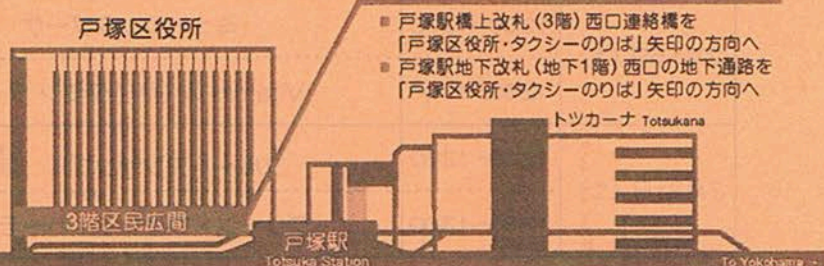 戸塚区役所
■ 戸塚駅橋上改札(3階)西口連絡橋を
「戸塚区役所・タクシーのりば」矢印の方向へ
■ 戸塚駅地下改札(地下1階)西口の地下通路を
「戸塚区役所・タクシーのりば」矢印の方向へ
トツカーナ Totsukana
3階区民広間
戸塚駅
Totsuka Station
To Yokohama →